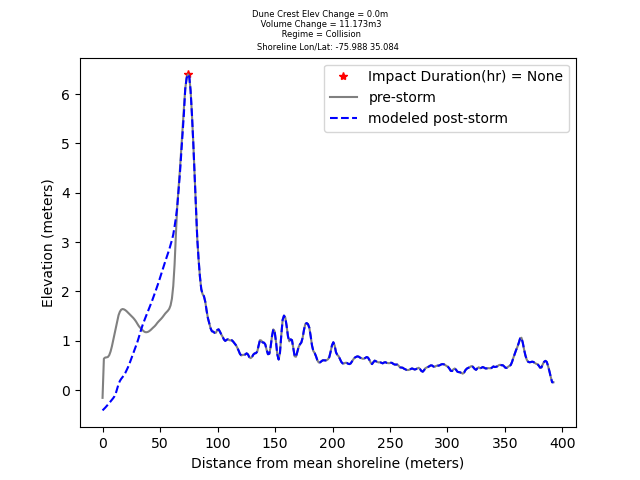 Dune Crest Elev Change = 0.0m
Volume Change = 11.173m3
Regime = Collision
Shoreline Lon/Lat: -75.988 35.084
Impact Duration(hr) = None
pre-storm
modeled post-storm
Elevation (meters)
6
5
4
3
2
1
0
0 50 100 150 200 250 300 350 400
Distance from mean shoreline (meters)